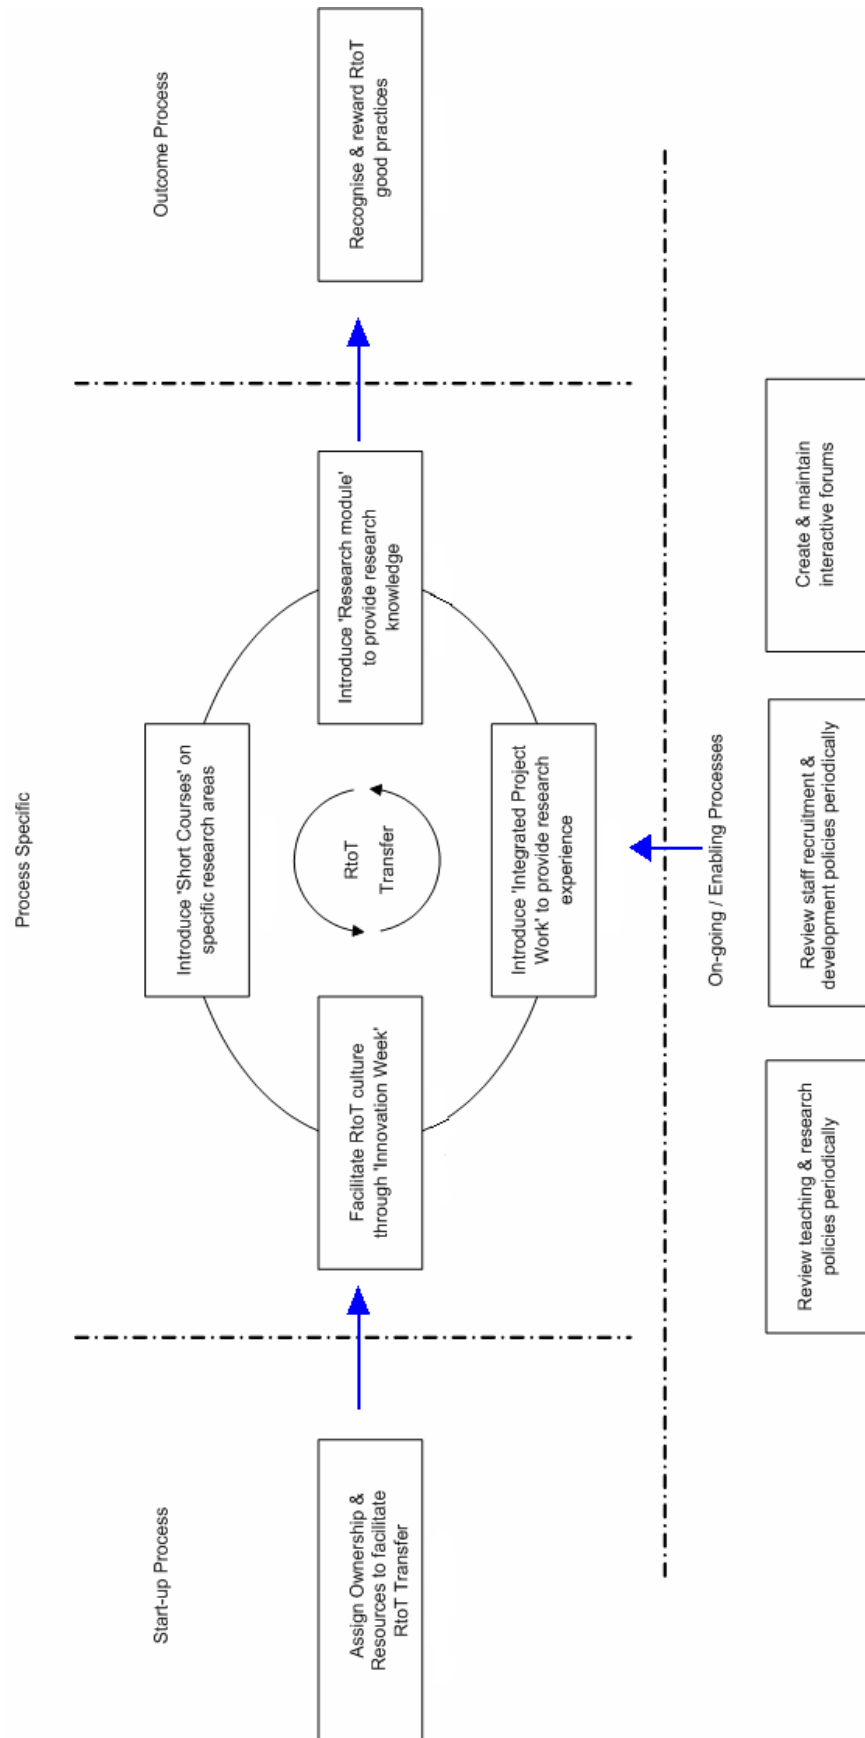 Process Specific
Start-up Process
Outcome Process
Assign Ownership &
Resources to facilitate
RtoT Transfer
Facilitate RtoT culture
through 'Innovation Week'
Introduce 'Short Courses' on
specific research areas
RtoT
Transfer
Introduce 'Integrated Project
Work' to provide research
experience
Introduce 'Research module'
to provide research
knowledge
Recognise & reward RtoT
good practices
On-going / Enabling Processes
Review teaching & research
policies periodically
Review staff recruitment &
development policies periodically
Create & maintain
interactive forums